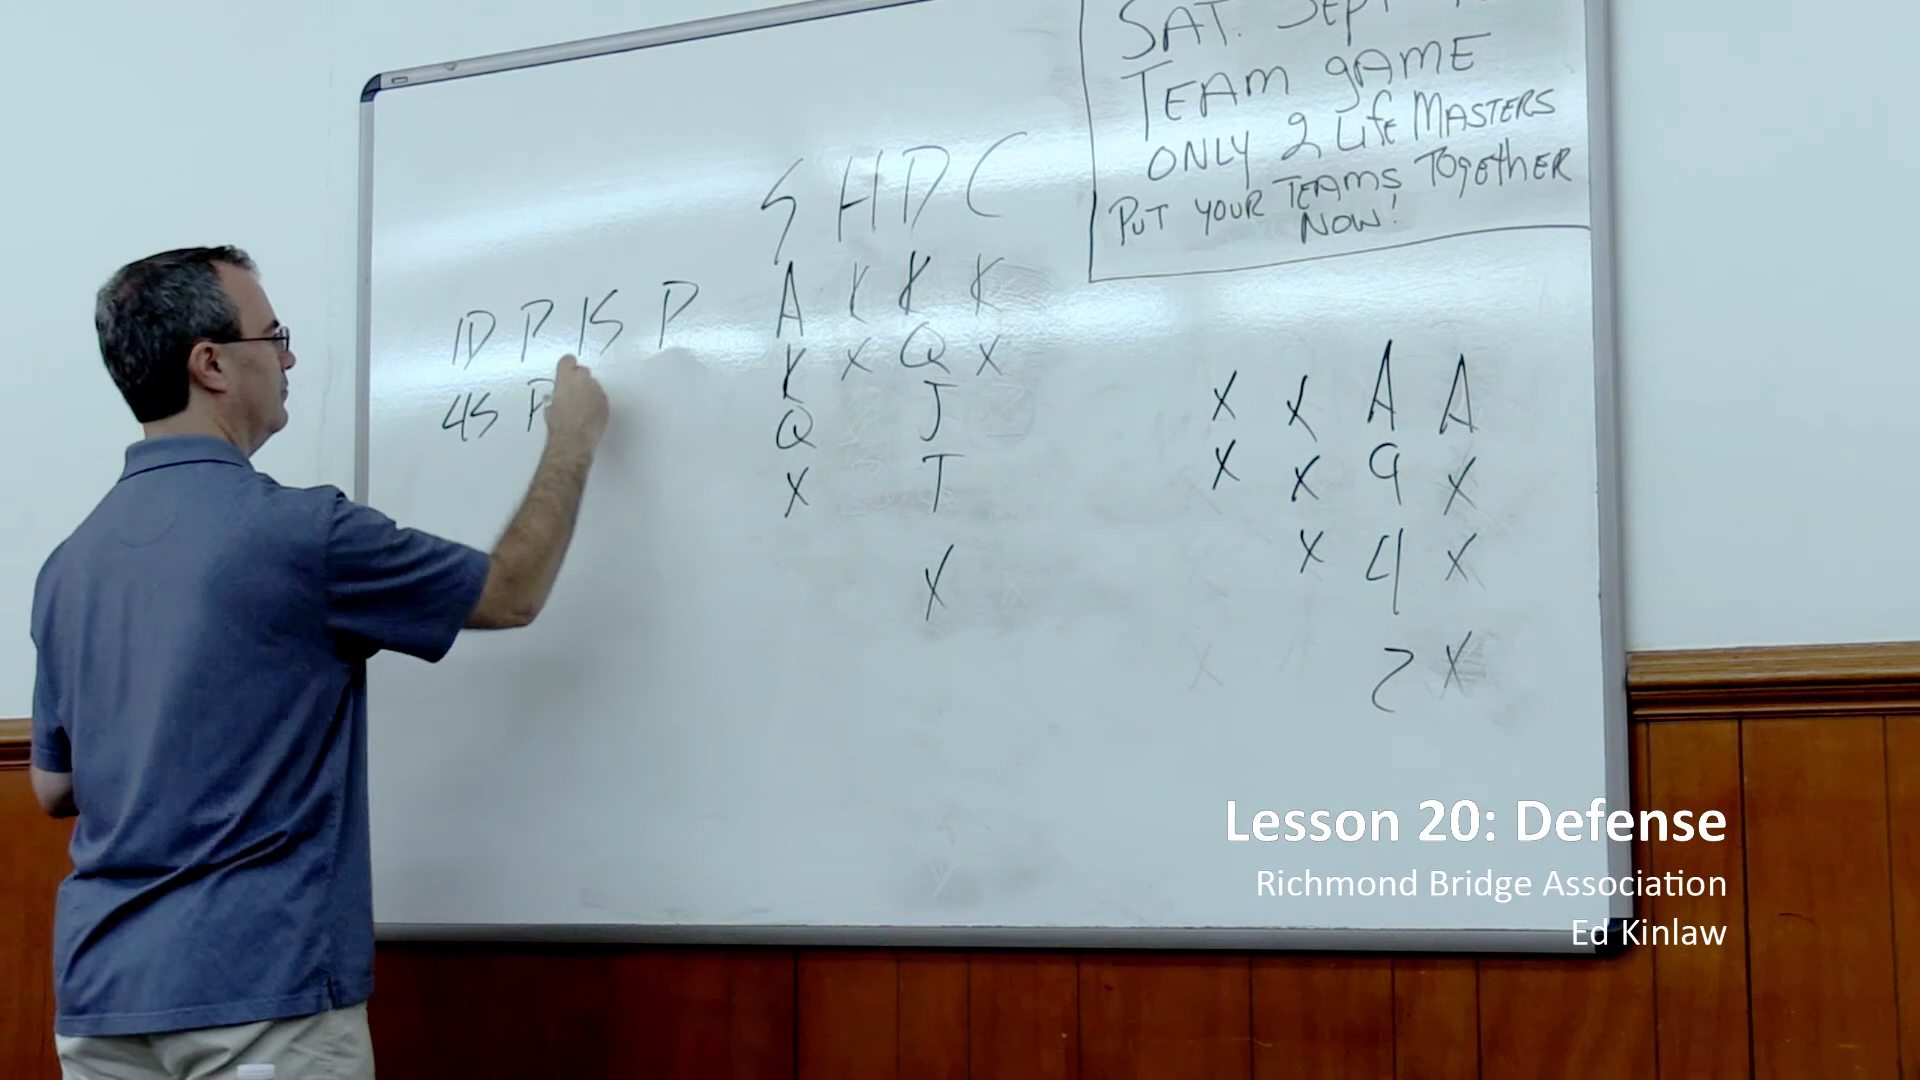 SAT. SEPT
TEAM gAME
ONLY 2 Life MASTERS
PUT YOUR TEAMS TOgethER
NOW!
S H D C
1D P 1S P
4S P
A K K K
K X Q X
Q J
X T
X
X X A A
X X 9 X
X 4 X
2 X
Lesson 20: Defense
Richmond Bridge Association
Ed Kinlaw